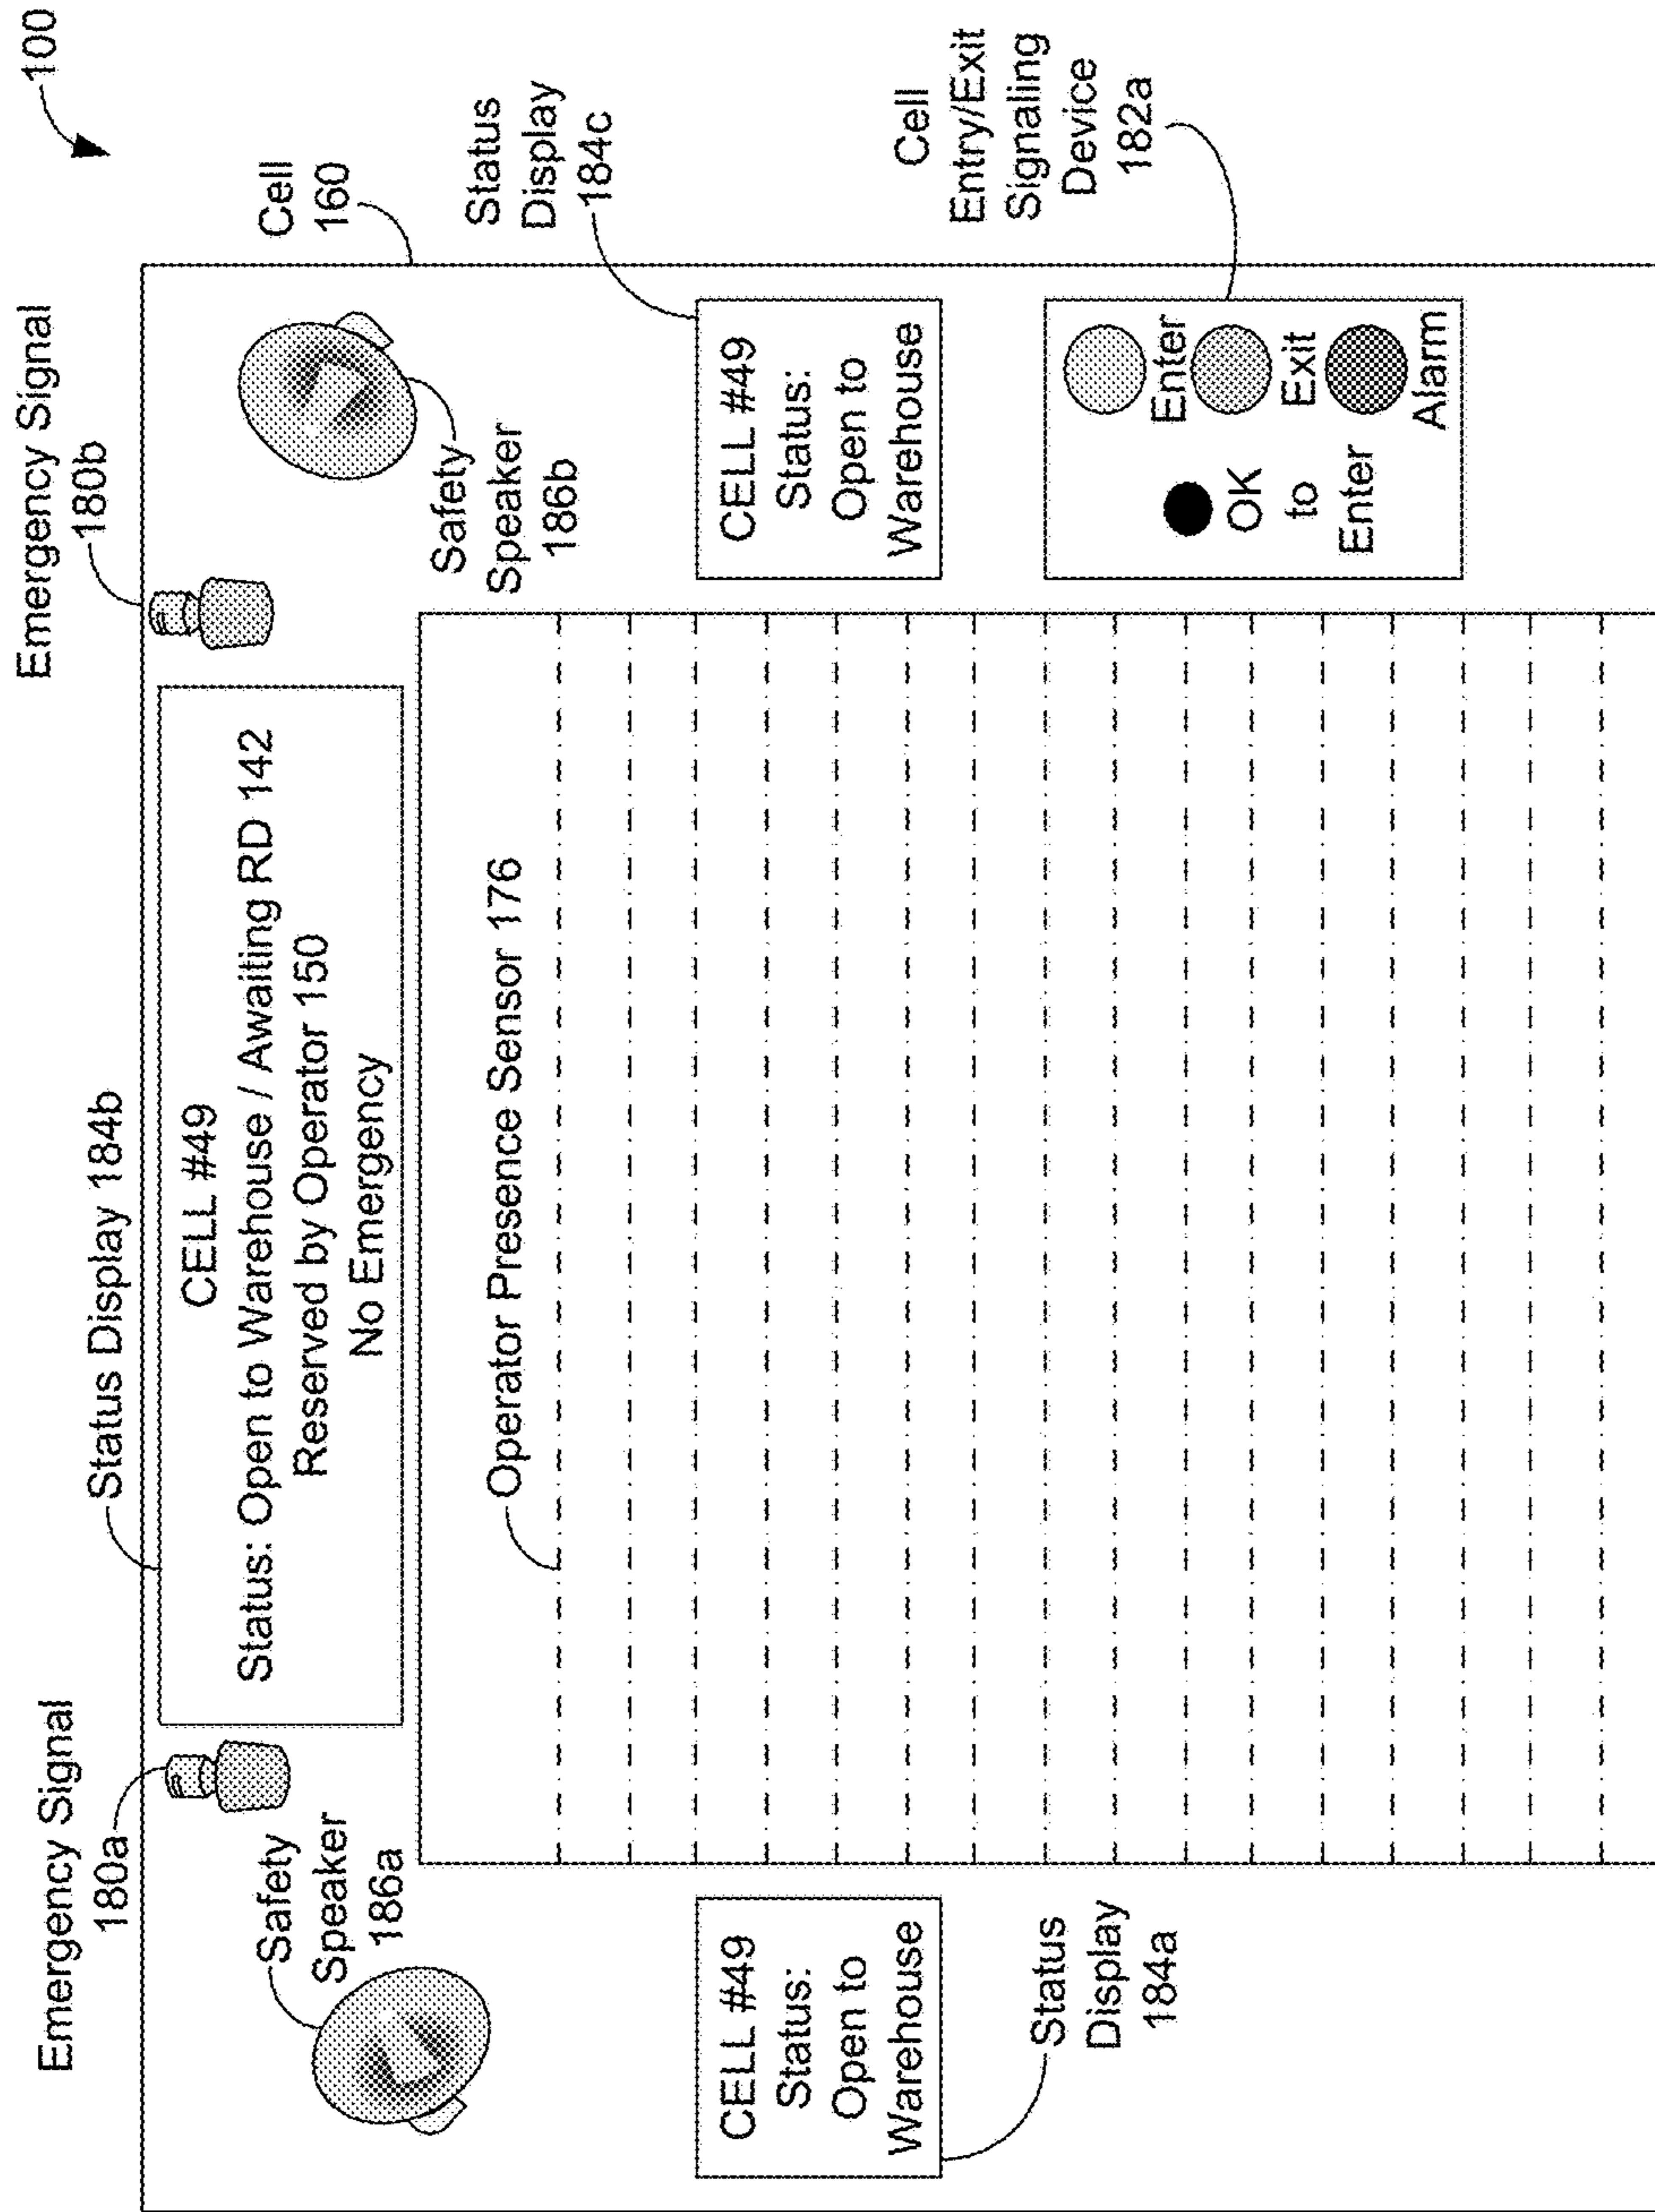 100
Emergency Signal
180a
Status Display 184b
Emergency Signal
180b
Cell
160
CELL #49
Status: Open to Warehouse / Awaiting RD 142
Reserved by Operator 150
No Emergency
Safety
Speaker
186a
Safety
Speaker
186b
Status
Display
184c
Operator Presence Sensor 176
CELL #49
Status:
Open to
Warehouse
CELL #49
Status:
Open to
Warehouse
Status
Display
184a
Cell
Entry/Exit
Signaling
Device
182a
OK
to
Enter
Enter
Exit
Alarm